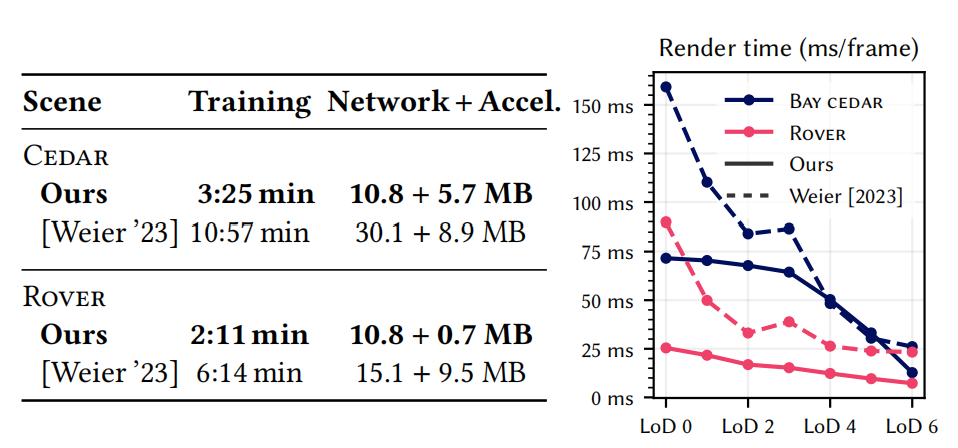 Scene Training Network + Accel.
CEDAR
Ours 3:25 min 10.8 + 5.7 MB
[Weier ’23] 10:57 min 30.1 + 8.9 MB
ROVER
Ours 2:11 min 10.8 + 0.7 MB
[Weier ’23] 6:14 min 15.1 + 9.5 MB
Render time (ms/frame)
150 ms
125 ms
100 ms
75 ms
50 ms
25 ms
0 ms
BAY CEDAR
ROVER
Ours
Weier [2023]
LoD 0 LoD 2 LoD 4 LoD 6